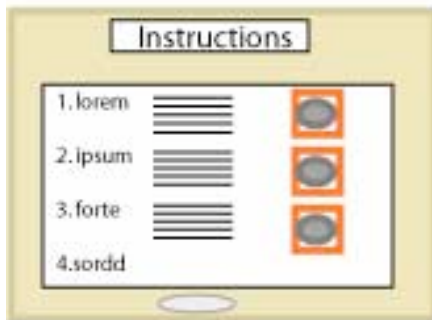 Instructions
1. lorem
2. ipsum
3. forte
4.sordd